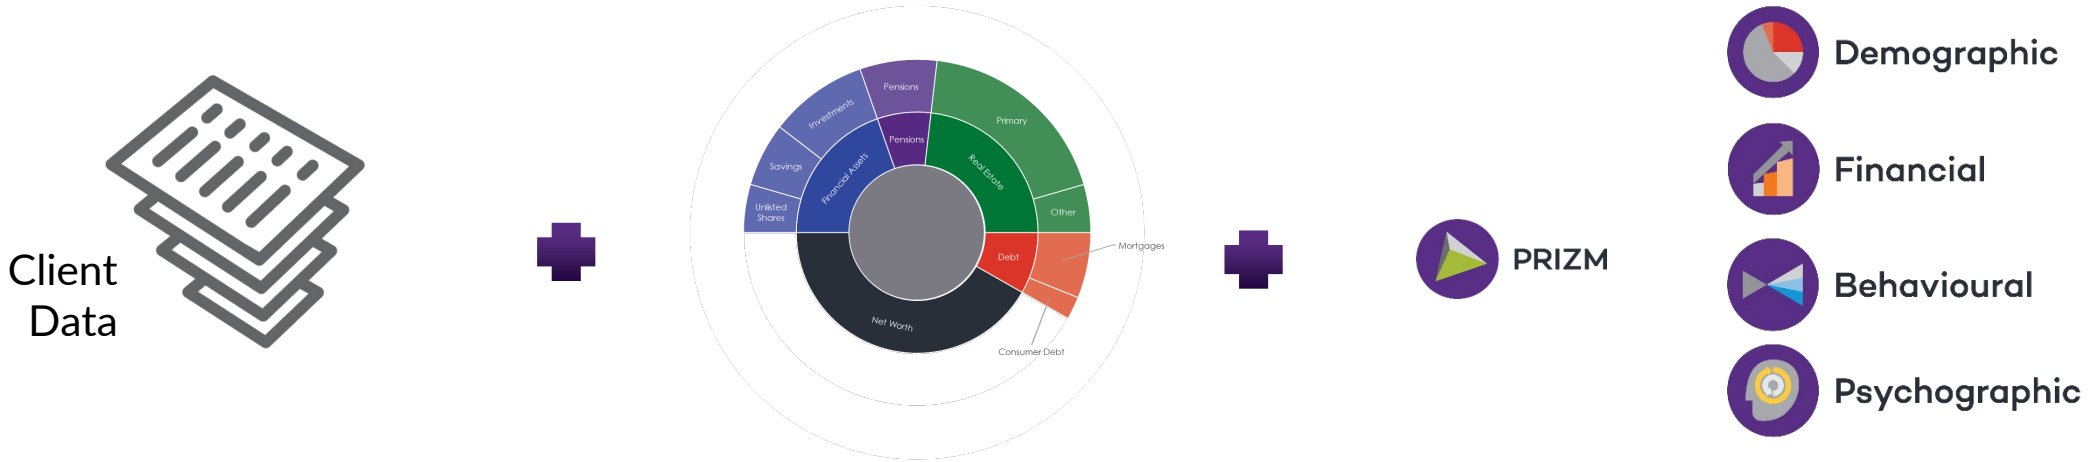 Client
Data
Pensions
Investments
Primary
Pensions
Savings
Financial Assets
Real Estate
Unlisted
Shares
Other
Mortgages
Debt
Net Worth
Consumer Debt
PRIZM
Demographic
Financial
Behavioural
Psychographic